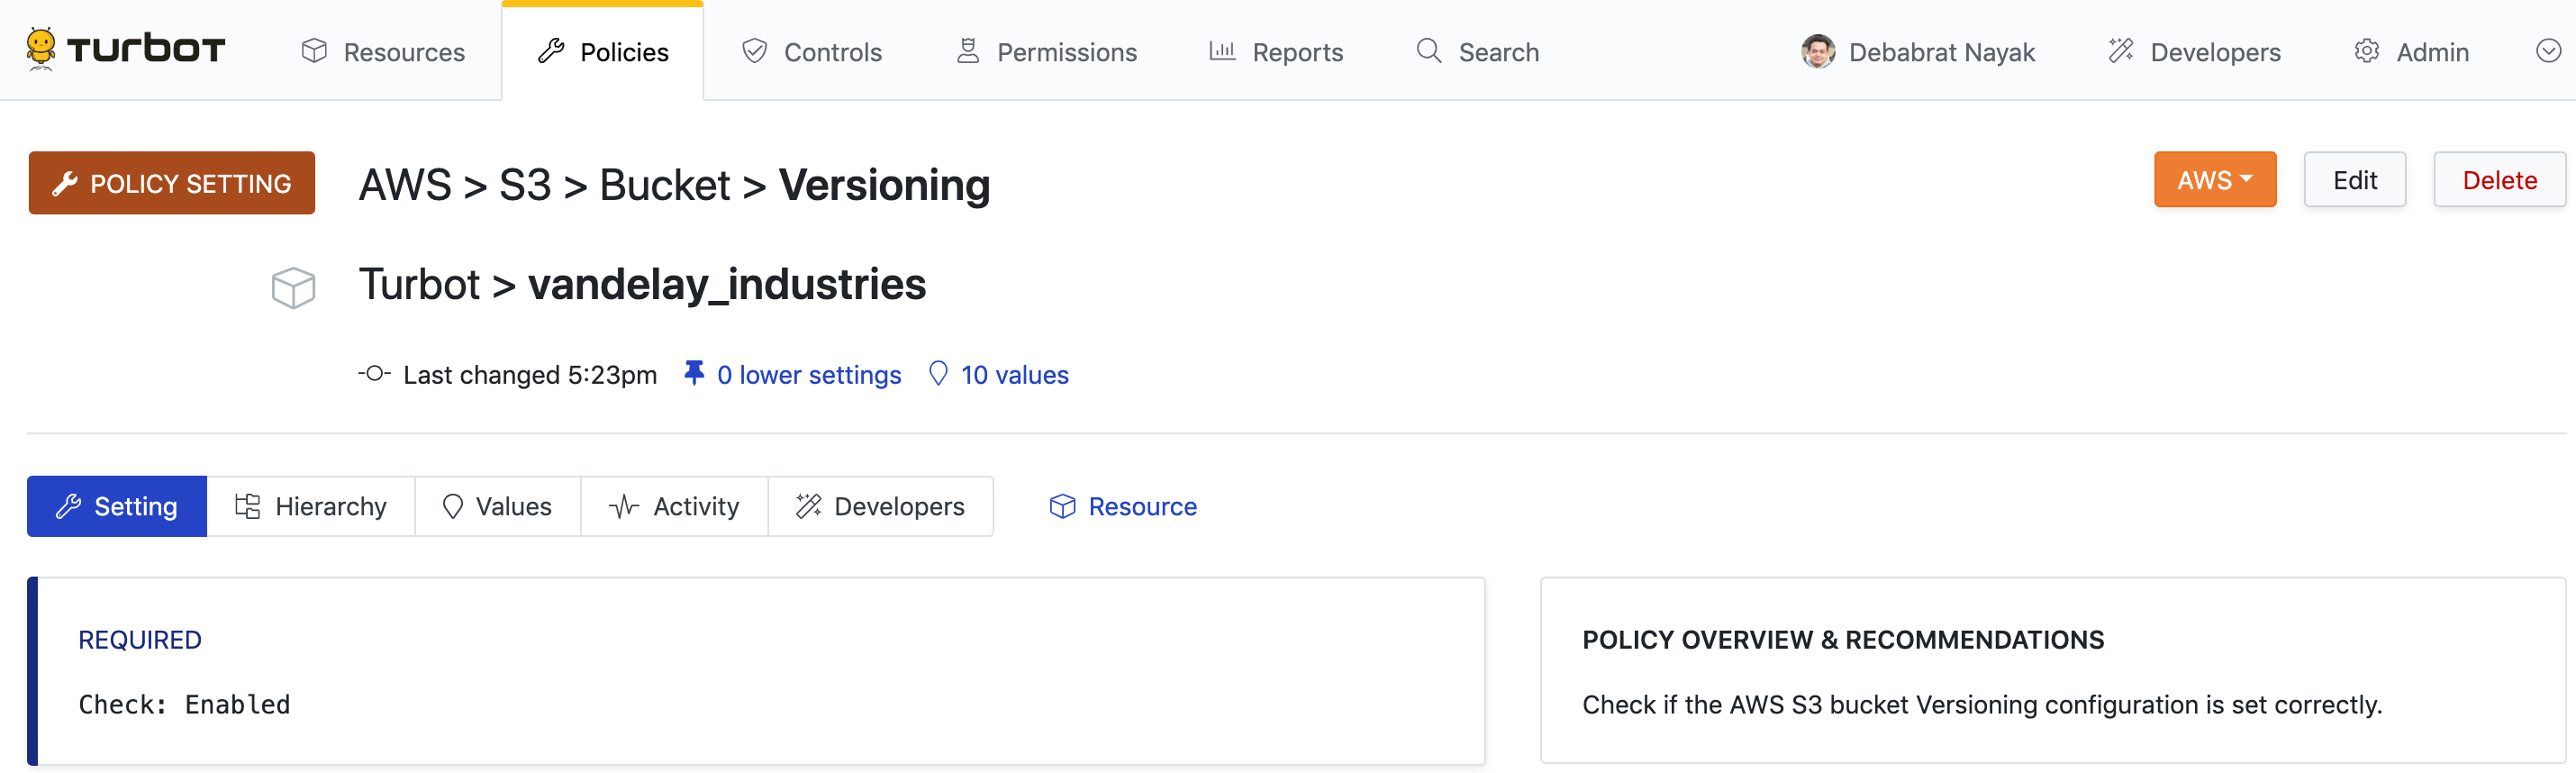 TURBOT Resources Policies Controls Permissions Reports Search Debabrat Nayak Developers Admin
POLICY SETTING AWS > S3 > Bucket > Versioning AWS Edit Delete
Turbot > vandelay_industries
Last changed 5:23pm 0 lower settings 10 values
Setting Hierarchy Values Activity Developers Resource
REQUIRED
Check: Enabled
POLICY OVERVIEW & RECOMMENDATIONS
Check if the AWS S3 bucket Versioning configuration is set correctly.